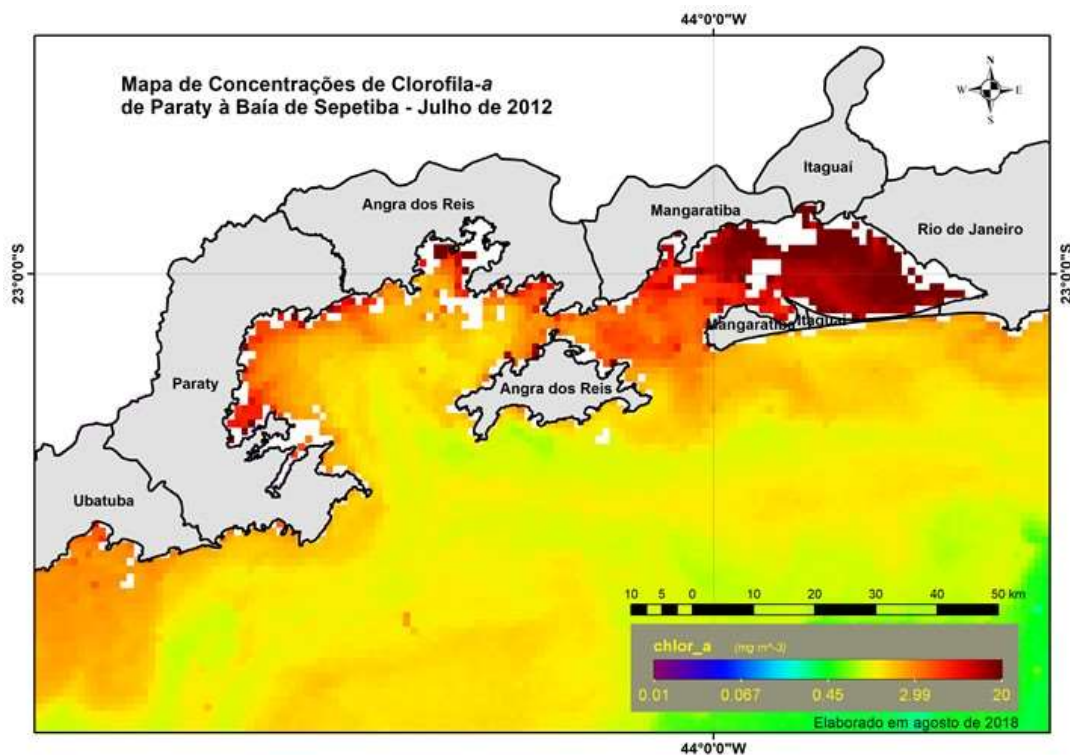 44°0'0"W
Mapa de Concentrações de Clorofila-a
de Paraty à Baía de Sepetiba - Julho de 2012
N
W E
S
Itaguaí
Angra dos Reis
Mangaratiba
Rio de Janeiro
23°0'0"S
23°0'0"S
Mangaratiba
Itaguaí
Paraty
Angra dos Reis
Ubatuba
10 5 0 10 20 30 40 50 km
chlor_a (mg m^-3)
0.01 0.067 0.45 2.99 20
Elaborado em agosto de 2018
44°0'0"W